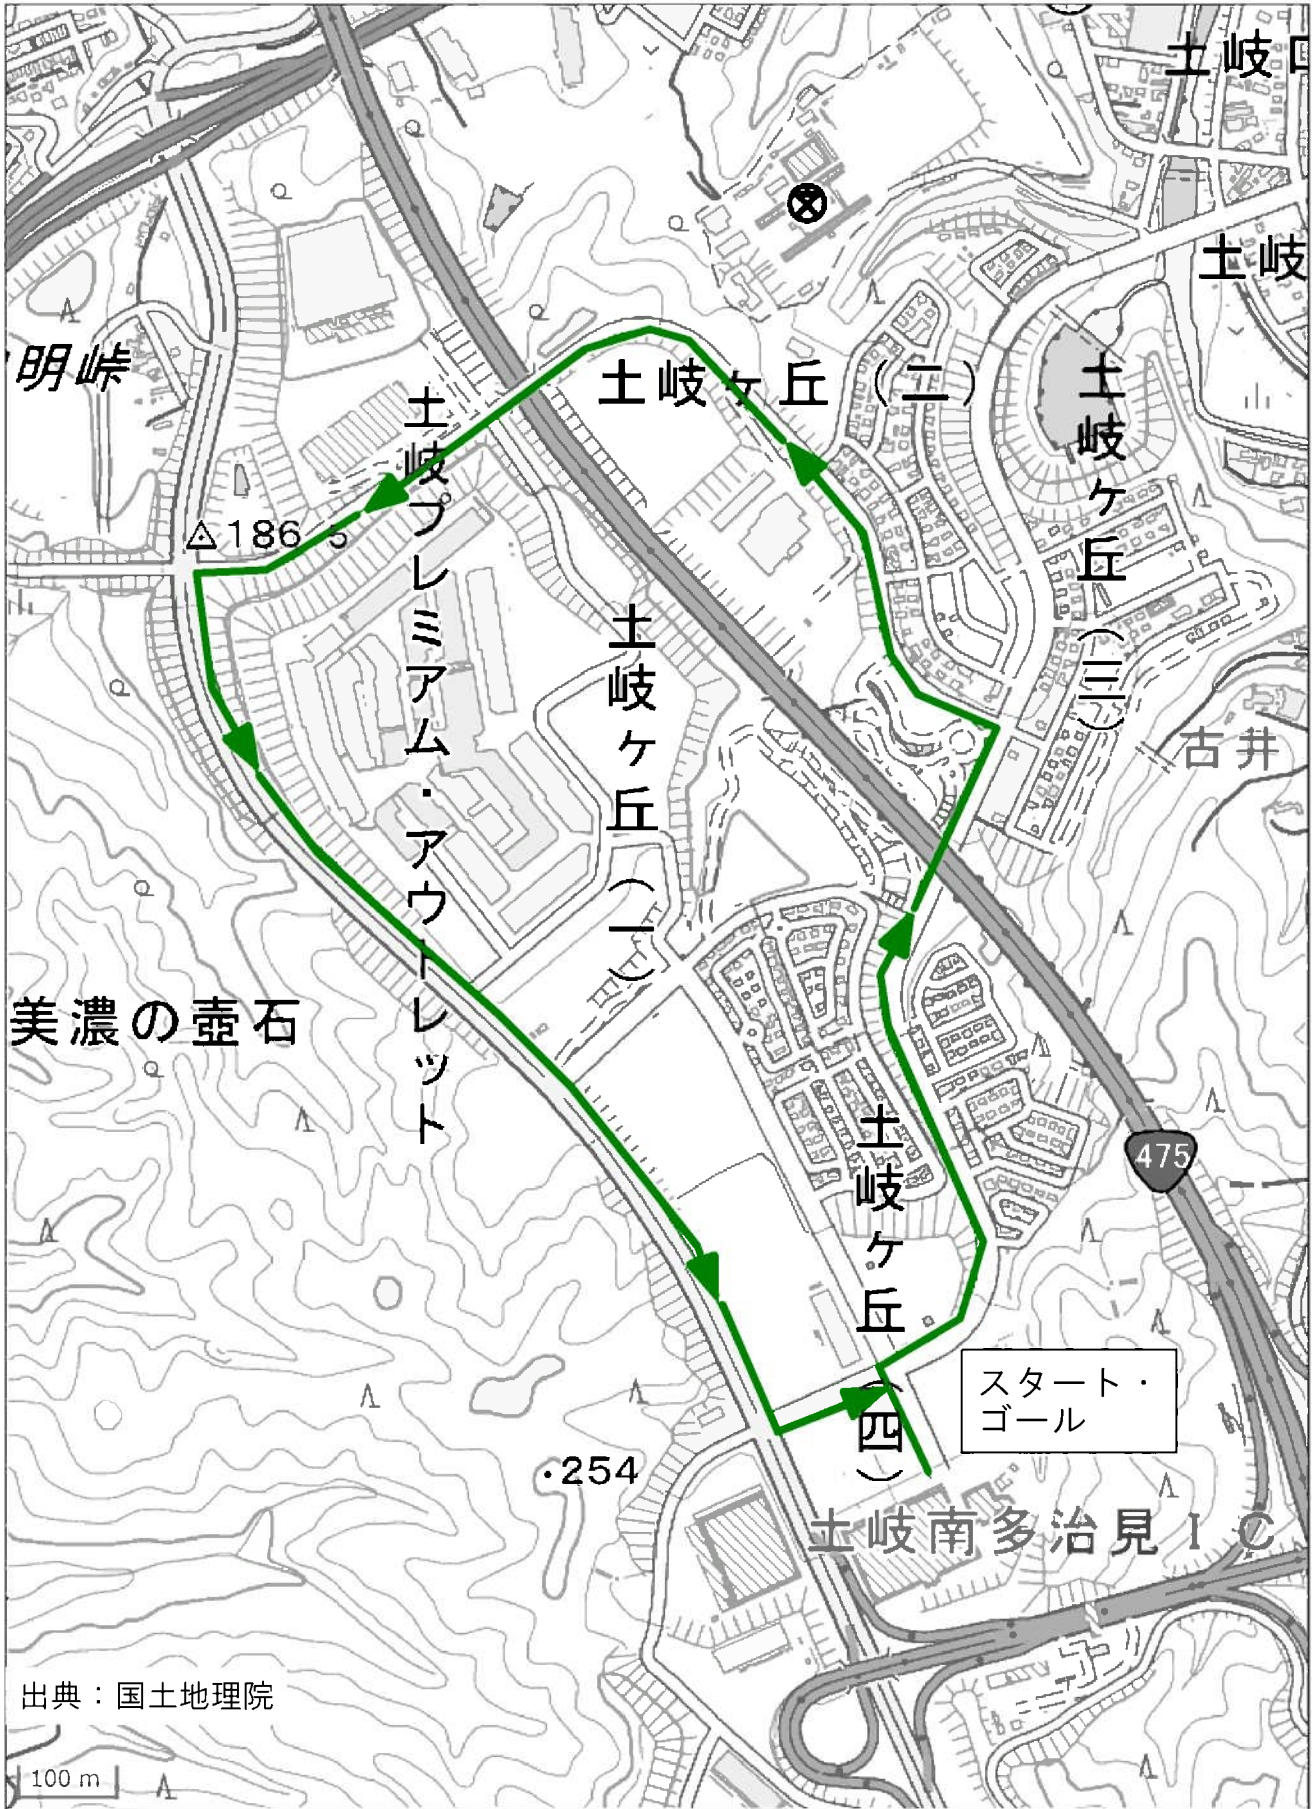 土岐口
土岐
明峠
土岐ヶ丘(二)
土岐ヶ丘(三)
土岐プレミアム・アウトレット
186.5
土岐ヶ丘(一)
古井
美濃の壺石
475
土岐ヶ丘(四)
スタート・
ゴール
・254
土岐南多治見IC
出典：国土地理院
100 m